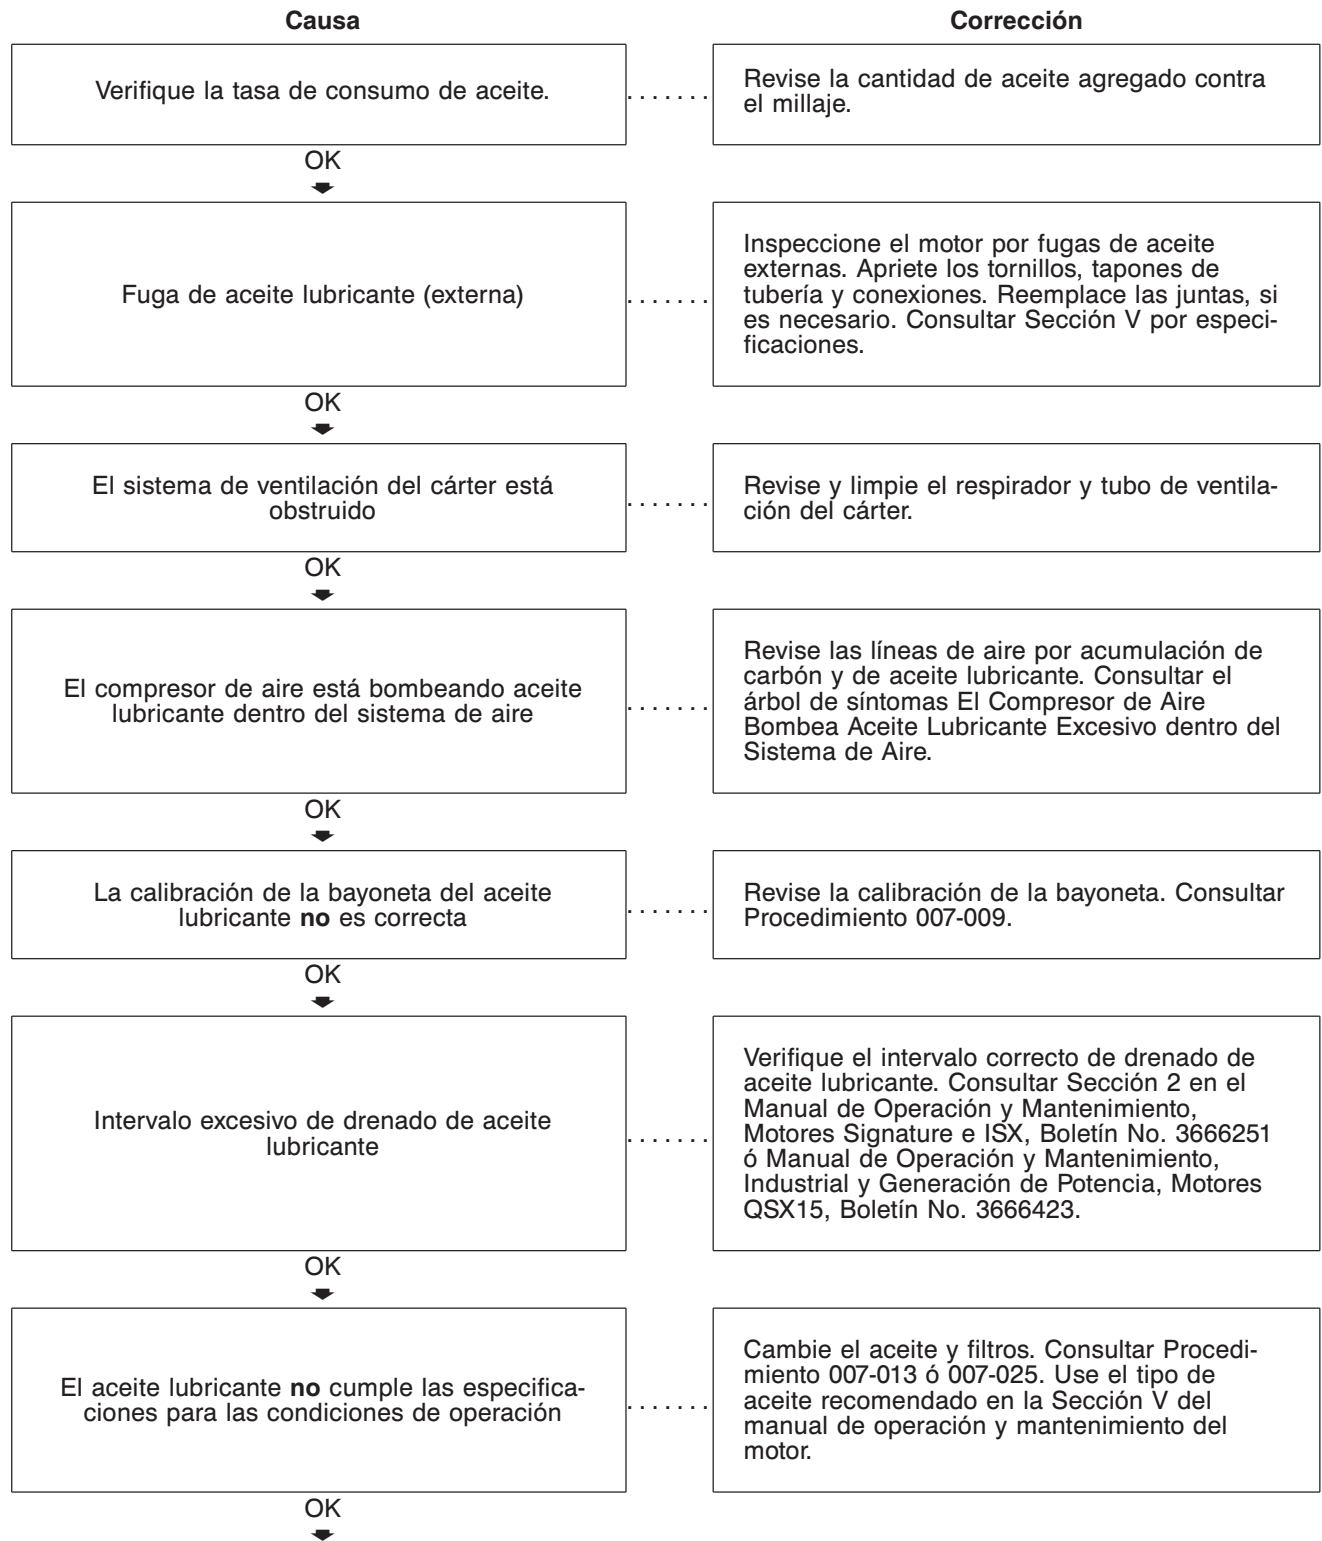 Causa
Corrección
Verifique la tasa de consumo de aceite.
.......
Revise la cantidad de aceite agregado contra
el millaje.
OK
Fuga de aceite lubricante (externa)
.......
Inspeccione el motor por fugas de aceite
externas. Apriete los tornillos, tapones de
tubería y conexiones. Reemplace las juntas, si
es necesario. Consultar Sección V por especi-
ficaciones.
OK
El sistema de ventilación del cárter está
obstruido
.......
Revise y limpie el respirador y tubo de ventila-
ción del cárter.
OK
El compresor de aire está bombeando aceite
lubricante dentro del sistema de aire
.......
Revise las líneas de aire por acumulación de
carbón y de aceite lubricante. Consultar el
árbol de síntomas El Compresor de Aire
Bombea Aceite Lubricante Excesivo dentro del
Sistema de Aire.
OK
La calibración de la bayoneta del aceite
lubricante no es correcta
.......
Revise la calibración de la bayoneta. Consultar
Procedimiento 007-009.
OK
Intervalo excesivo de drenado de aceite
lubricante
.......
Verifique el intervalo correcto de drenado de
aceite lubricante. Consultar Sección 2 en el
Manual de Operación y Mantenimiento,
Motores Signature e ISX, Boletín No. 3666251
ó Manual de Operación y Mantenimiento,
Industrial y Generación de Potencia, Motores
QSX15, Boletín No. 3666423.
OK
El aceite lubricante no cumple las especifica-
ciones para las condiciones de operación
.......
Cambie el aceite y filtros. Consultar Procedi-
miento 007-013 ó 007-025. Use el tipo de
aceite recomendado en la Sección V del
manual de operación y mantenimiento del
motor.
OK